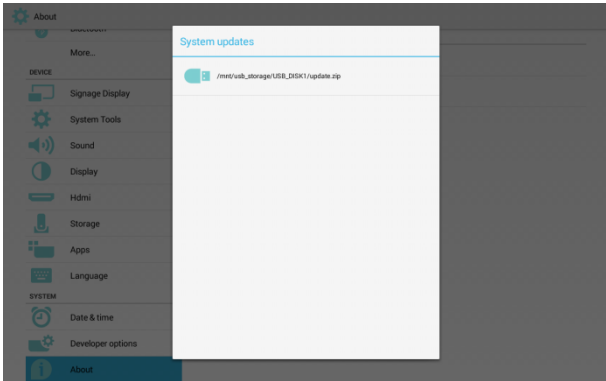 About
System updates
/mnt/usb_storage/USB_DISK1/update.zip
Bluetooth
More...
DEVICE
Signage Display
System Tools
Sound
Display
Hdmi
Storage
Apps
Language
SYSTEM
Date & time
Developer options
About